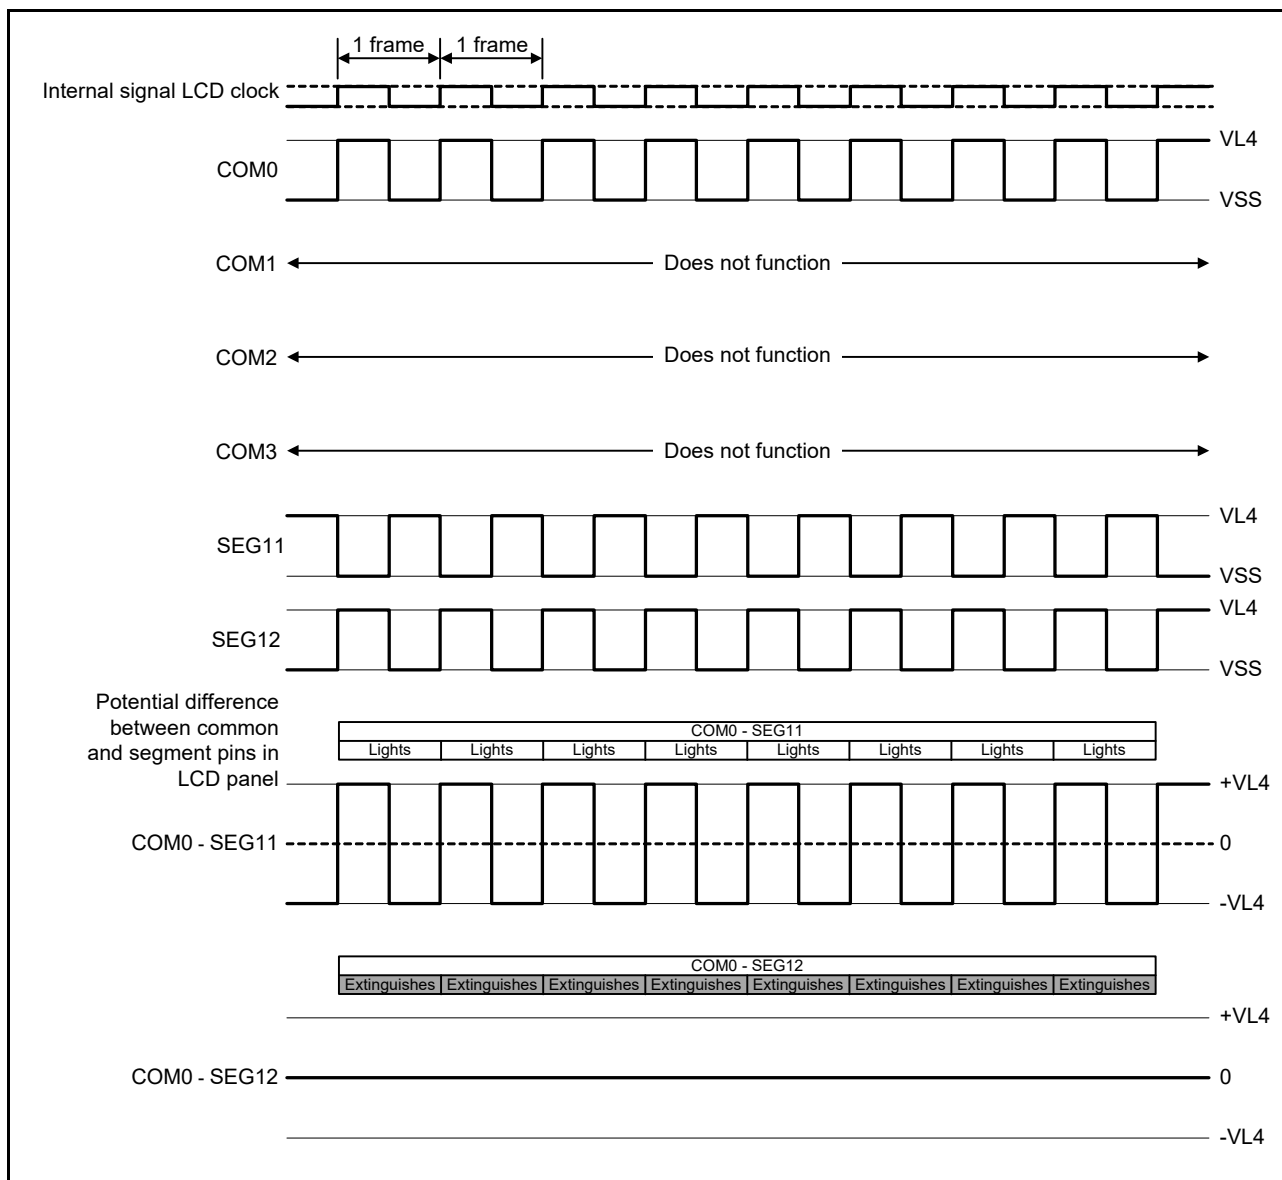 1 frame 1 frame
Internal signal LCD clock
VL4
COM0
VSS
COM1 Does not function
COM2 Does not function
COM3 Does not function
VL4
SEG11
VSS
VL4
SEG12
VSS
Potential difference
between common
and segment pins in
LCD panel
COM0 - SEG11
Lights Lights Lights Lights Lights Lights Lights Lights
+VL4
COM0 - SEG11 0
-VL4
COM0 - SEG12
Extinguishes Extinguishes Extinguishes Extinguishes Extinguishes Extinguishes Extinguishes Extinguishes
+VL4
COM0 - SEG12 0
-VL4